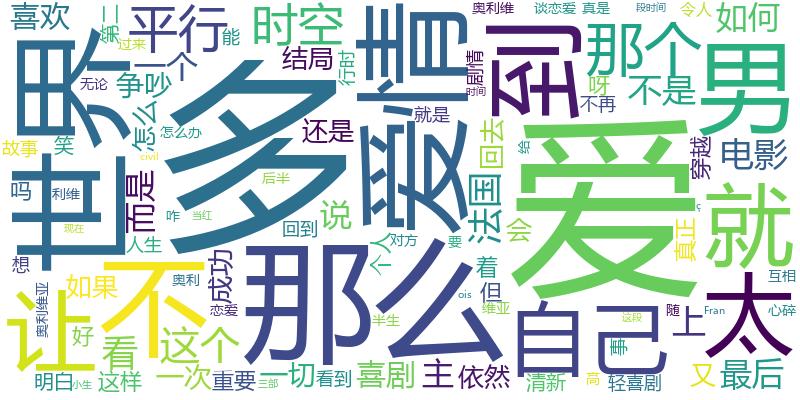 喜欢
第二
平行
时空
能
过来
一个
无论
争吵
怎么
怎么办
故事
笑
结局
行时
还是
世界
多
爱情
就是
奥利维
谈恋爱
真是
段时间
令人
如何
剧情
时间
到
那个
呀
不是
不再
男
给
回去
穿越
电影
吗
利维
civil
而是
后半
说
咋
当红
人生
现在
回到
个人
对方
法国
要
会
爱
真正
就
想
奥利维亚
如果
奥利
成功
恋爱
那么
着
但
维亚
ois
互相
心碎
随
Fran
ç
让
不
好
看
这个
半生
自己
上
太
这段
事
明白
小生
这样
一次
重要
一切
三部
看到
喜剧
主
依然
清新
高
轻喜剧
又
最后